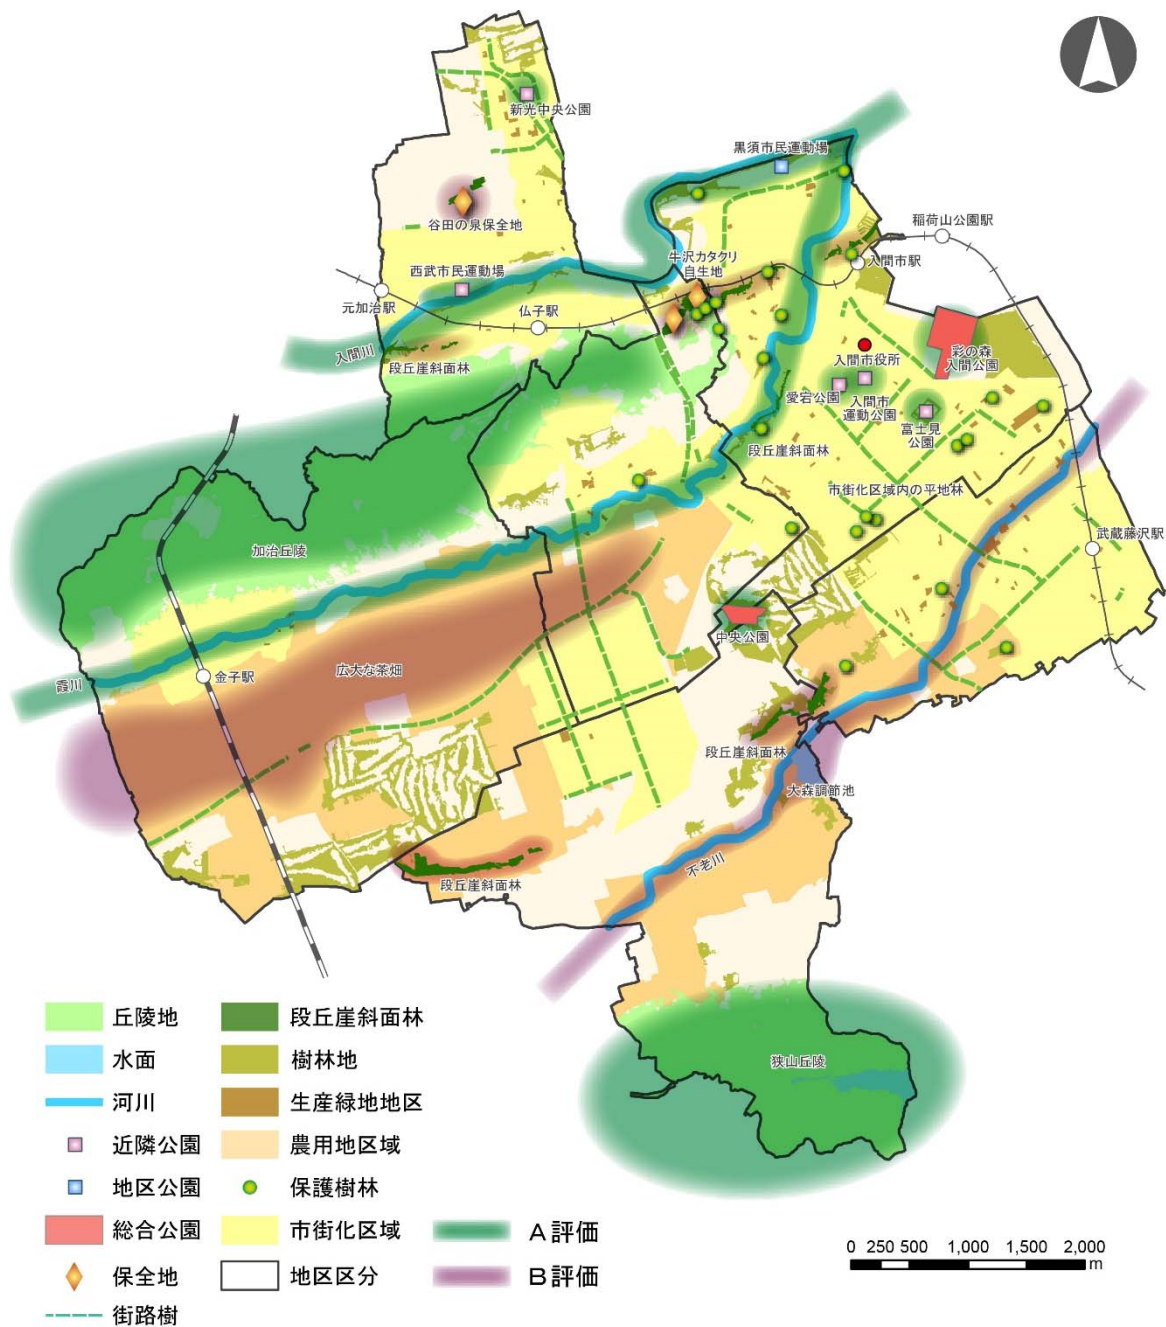 新光中央公園
黒須市民運動場
谷田の泉保全地
稲荷山公園駅
牛沢カタクリ
自生地
入間市駅
西武市民運動場
元加治駅
仏子駅
入間川
段丘崖斜面林
入間市役所
彩の森
入間公園
愛宕公園
入間市
運動公園
富士見
公園
段丘崖斜面林
市街化区域内の平地林
武蔵藤沢駅
加治丘陵
中央公園
霞川
金子駅
広大な茶畑
段丘崖斜面林
大森調節池
不老川
段丘崖斜面林
狭山丘陵
丘陵地
段丘崖斜面林
水面
樹林地
河川
生産緑地地区
近隣公園
農用地区域
地区公園
保護樹林
総合公園
市街化区域
A評価
保全地
地区区分
B評価
街路樹
0 250 500 1,000 1,500 2,000
m